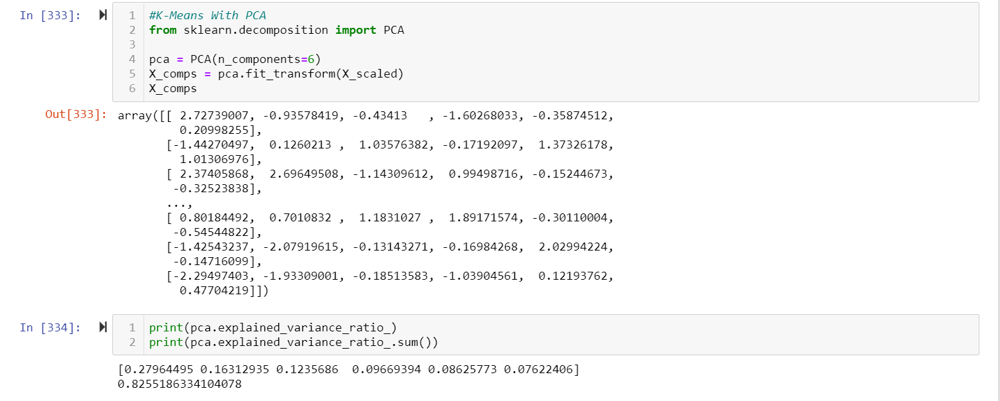 In [333]:
1 #K-Means With PCA
2 from sklearn.decomposition import PCA
3
4 pca = PCA(n_components=6)
5 X_comps = pca.fit_transform(X_scaled)
6 X_comps
Out[333]: array([[ 2.72739007, -0.93578419, -0.43413   , -1.60268033, -0.35874512,
0.20998255],
[-1.44270497,  0.1260213 ,  1.03576382, -0.17192097,  1.37326178,
1.01306976],
[ 2.37405868,  2.69649508, -1.14309612,  0.99498716, -0.15244673,
-0.32523838],
...,
[ 0.80184492,  0.7010832 ,  1.1831027 ,  1.89171574, -0.30110004,
-0.54544822],
[-1.42543237, -2.07919615, -0.13143271, -0.16984268,  2.02994224,
-0.14716099],
[-2.29497403, -1.93309001, -0.18513583, -1.03904561,  0.12193762,
0.47704219]])
In [334]:
1 print(pca.explained_variance_ratio_)
2 print(pca.explained_variance_ratio_.sum())
[0.27964495 0.16312935 0.1235686  0.09669394 0.08625773 0.07622406]
0.8255186334104078